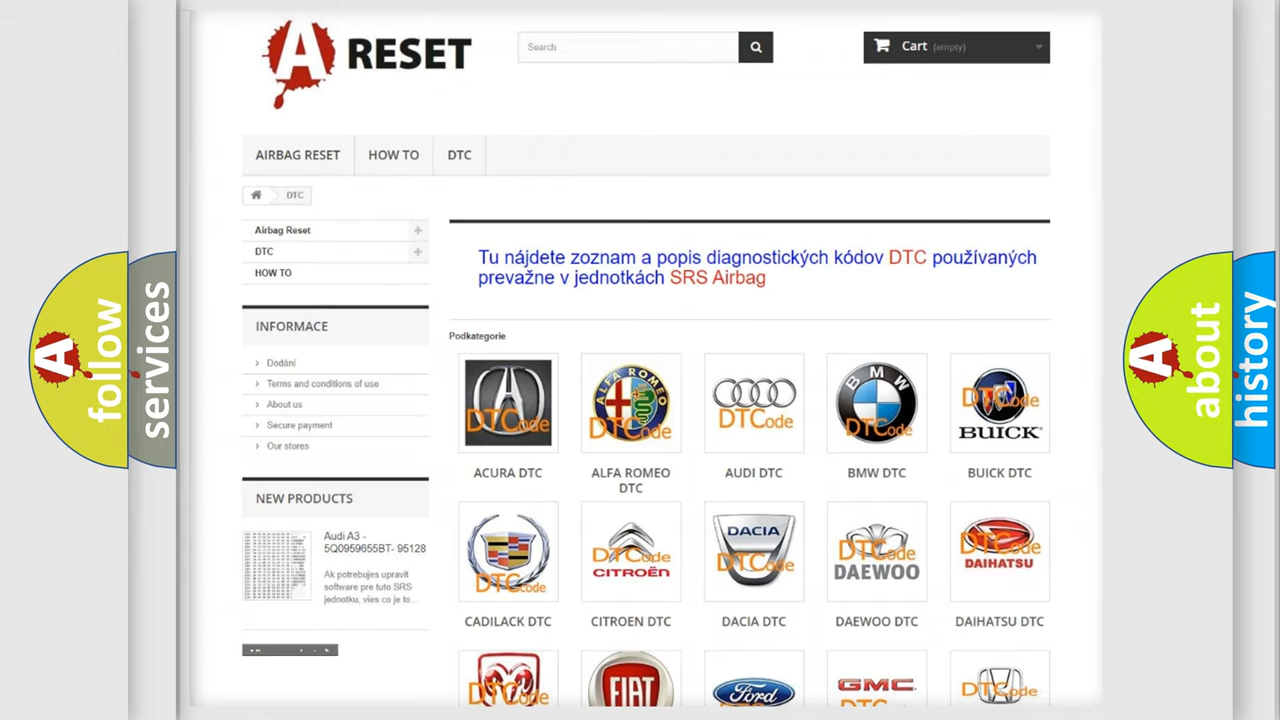 A RESET
Search
Cart (empty)
AIRBAG RESET
HOW TO
DTC
DTC
Airbag Reset
DTC
HOW TO
Tu nájdete zoznam a popis diagnostických kódov DTC používaných
prevažne v jednotkách SRS Airbag
INFORMACE
Dodání
Terms and conditions of use
About us
Secure payment
Our stores
Podkategorie
DTCode
ALFA ROMEO
DTCode
DTCode
BMW
DTCode
DTCode
BUICK
ACURA DTC
ALFA ROMEO
DTC
AUDI DTC
BMW DTC
BUICK DTC
NEW PRODUCTS
Audi A3 -
5Q0959655BT- 95128
Ak potrebujes upravit
software pre tuto SRS
jednotku, vies co je to...
DTCode
DTCode
CITROËN
DACIA
DTCode
DTCode
DAEWOO
DTCode
DAIHATSU
CADILACK DTC
CITROEN DTC
DACIA DTC
DAEWOO DTC
DAIHATSU DTC
DTCode
FIAT
Ford
GMC
DTCode
A follow
services
A about
history